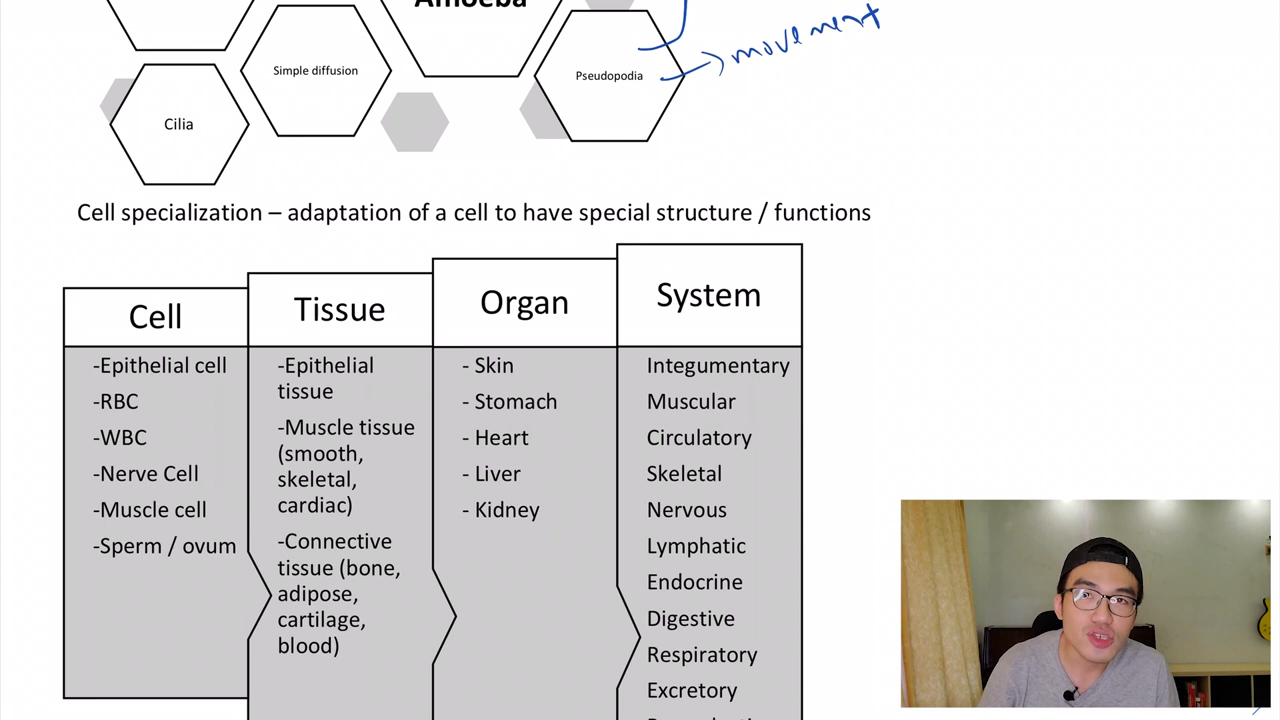 Amoeba
movement
Simple diffusion
Pseudopodia
Cilia
Cell specialization – adaptation of a cell to have special structure / functions
Cell
-Epithelial cell
-RBC
-WBC
-Nerve Cell
-Muscle cell
-Sperm / ovum
Tissue
-Epithelial
tissue
-Muscle tissue
(smooth,
skeletal,
cardiac)
-Connective
tissue (bone,
adipose,
cartilage,
blood)
Organ
- Skin
- Stomach
- Heart
- Liver
- Kidney
System
Integumentary
Muscular
Circulatory
Skeletal
Nervous
Lymphatic
Endocrine
Digestive
Respiratory
Excretory